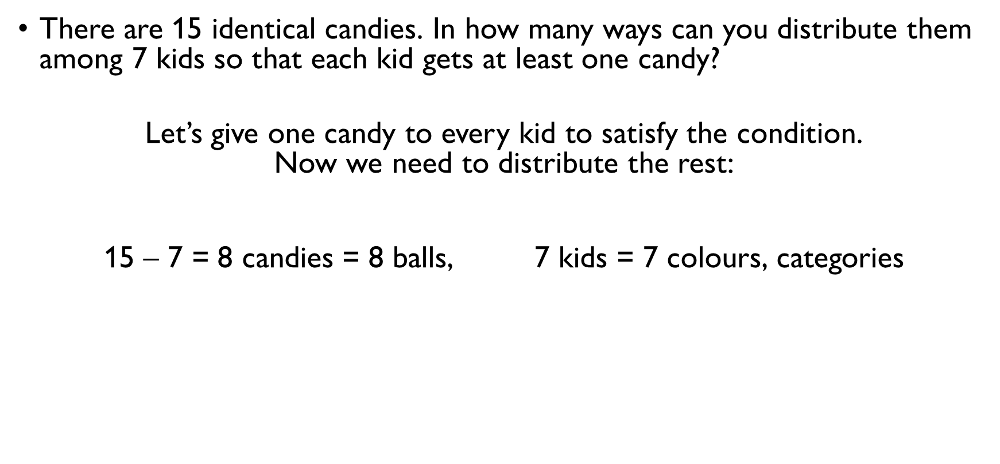 • There are 15 identical candies. In how many ways can you distribute them
among 7 kids so that each kid gets at least one candy?
Let’s give one candy to every kid to satisfy the condition.
Now we need to distribute the rest:
15 – 7 = 8 candies = 8 balls, 7 kids = 7 colours, categories